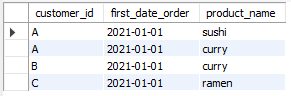 customer_id first_date_order product_name
A 2021-01-01 sushi
A 2021-01-01 curry
B 2021-01-01 curry
C 2021-01-01 ramen